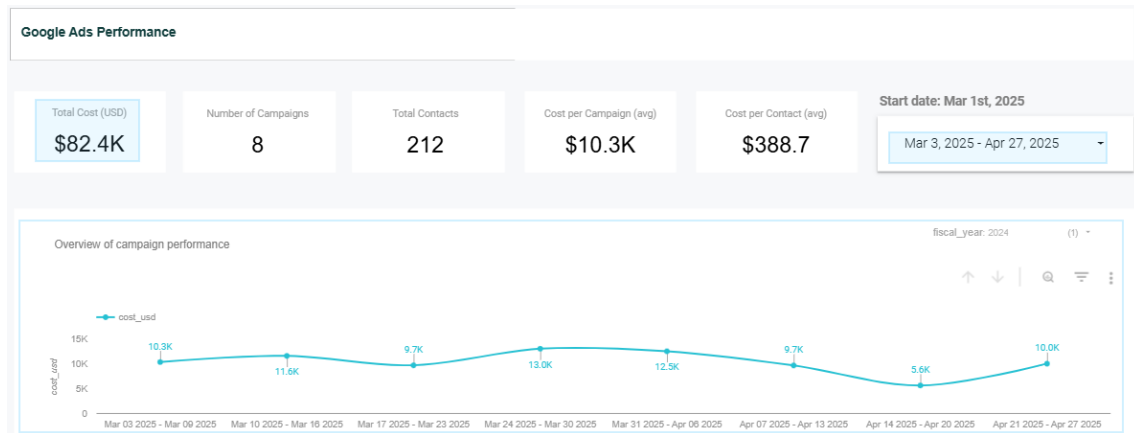 Google Ads Performance
Total Cost (USD)
$82.4K
Number of Campaigns
8
Total Contacts
212
Cost per Campaign (avg)
$10.3K
Cost per Contact (avg)
$388.7
Start date: Mar 1st, 2025
Mar 3, 2025 - Apr 27, 2025
Overview of campaign performance
fiscal_year: 2024 (1)
cost_usd
15K
10K
5K
0
cost_usd
10.3K
11.6K
9.7K
13.0K
12.5K
9.7K
5.6K
10.0K
Mar 03 2025 - Mar 09 2025
Mar 10 2025 - Mar 16 2025
Mar 17 2025 - Mar 23 2025
Mar 24 2025 - Mar 30 2025
Mar 31 2025 - Apr 06 2025
Apr 07 2025 - Apr 13 2025
Apr 14 2025 - Apr 20 2025
Apr 21 2025 - Apr 27 2025